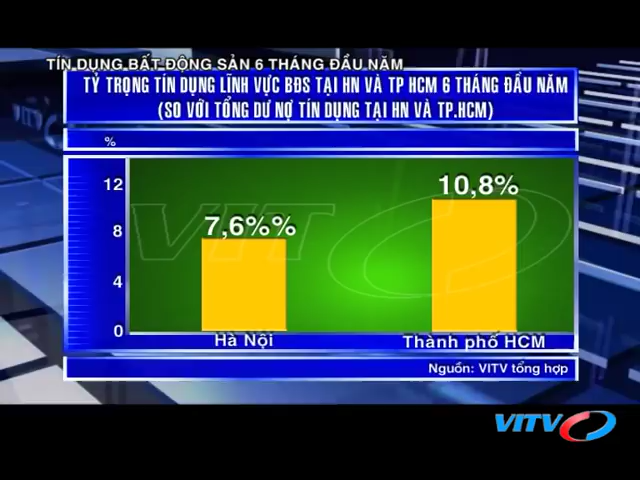 TÍN DỤNG BẤT ĐỘNG SẢN 6 THÁNG ĐẦU NĂM
TỶ TRỌNG TÍN DỤNG LĨNH VỰC BĐS TẠI HN VÀ TP HCM 6 THÁNG ĐẦU NĂM
(SO VỚI TỔNG DƯ NỢ TÍN DỤNG TẠI HN VÀ TP.HCM)
%
12
8
4
0
7,6%%
10,8%
VITV
Hà Nội
Thành phố HCM
Nguồn: VITV tổng hợp
VITV